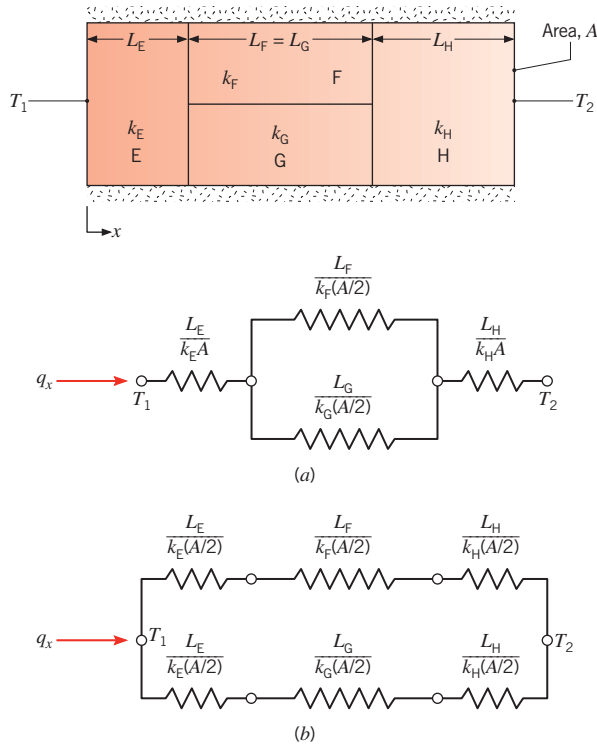 L_E L_F = L_G L_H Area, A
k_F F
T_1 T_2
k_E k_G k_H
E G H
x
L_F
k_F(A/2)
L_E L_H
k_EA k_HA
q_x
T_1 T_2
L_G
k_G(A/2)
(a)
L_E L_F L_H
k_E(A/2) k_F(A/2) k_H(A/2)
q_x T_1 T_2
L_E L_G L_H
k_E(A/2) k_G(A/2) k_H(A/2)
(b)